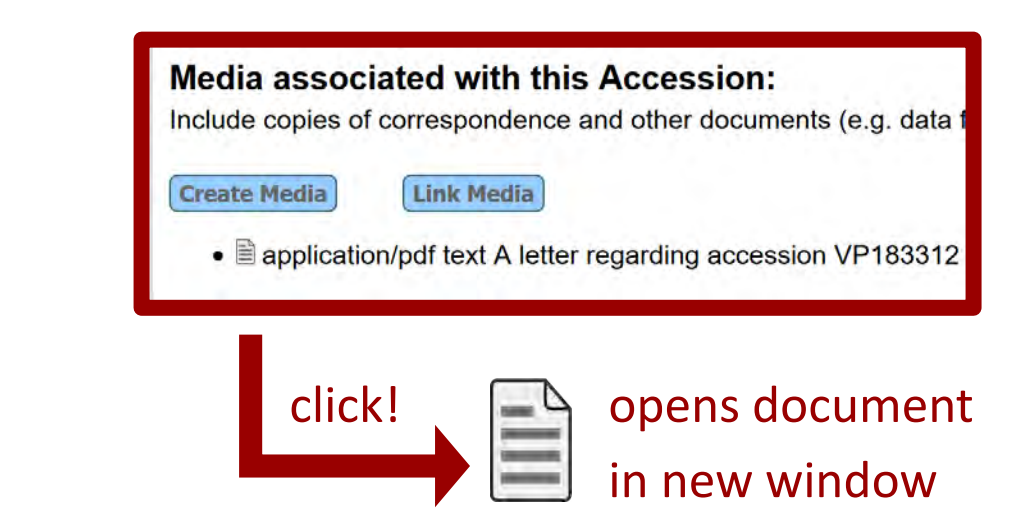 Media associated with this Accession:
Include copies of correspondence and other documents (e.g. data
Create Media Link Media
• application/pdf text A letter regarding accession VP183312
click!
opens document
in new window